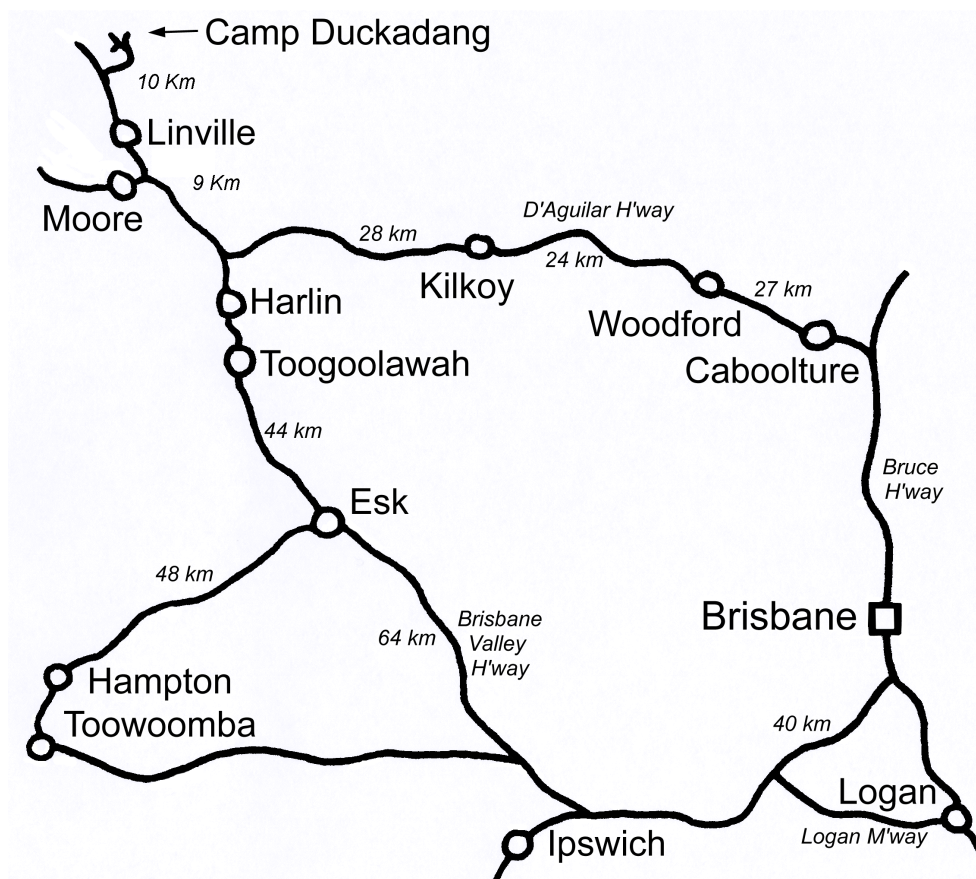 Camp Duckadang
10 Km
Linville
9 Km
Moore
D'Aguilar H'way
28 km
24 km
Kilkoy
27 km
Harlin
Woodford
Toogoolawah
Caboolture
44 km
Bruce
H'way
Esk
48 km
Brisbane
Brisbane
Valley
H'way
64 km
Hampton
Toowoomba
40 km
Logan
Logan M'way
Ipswich